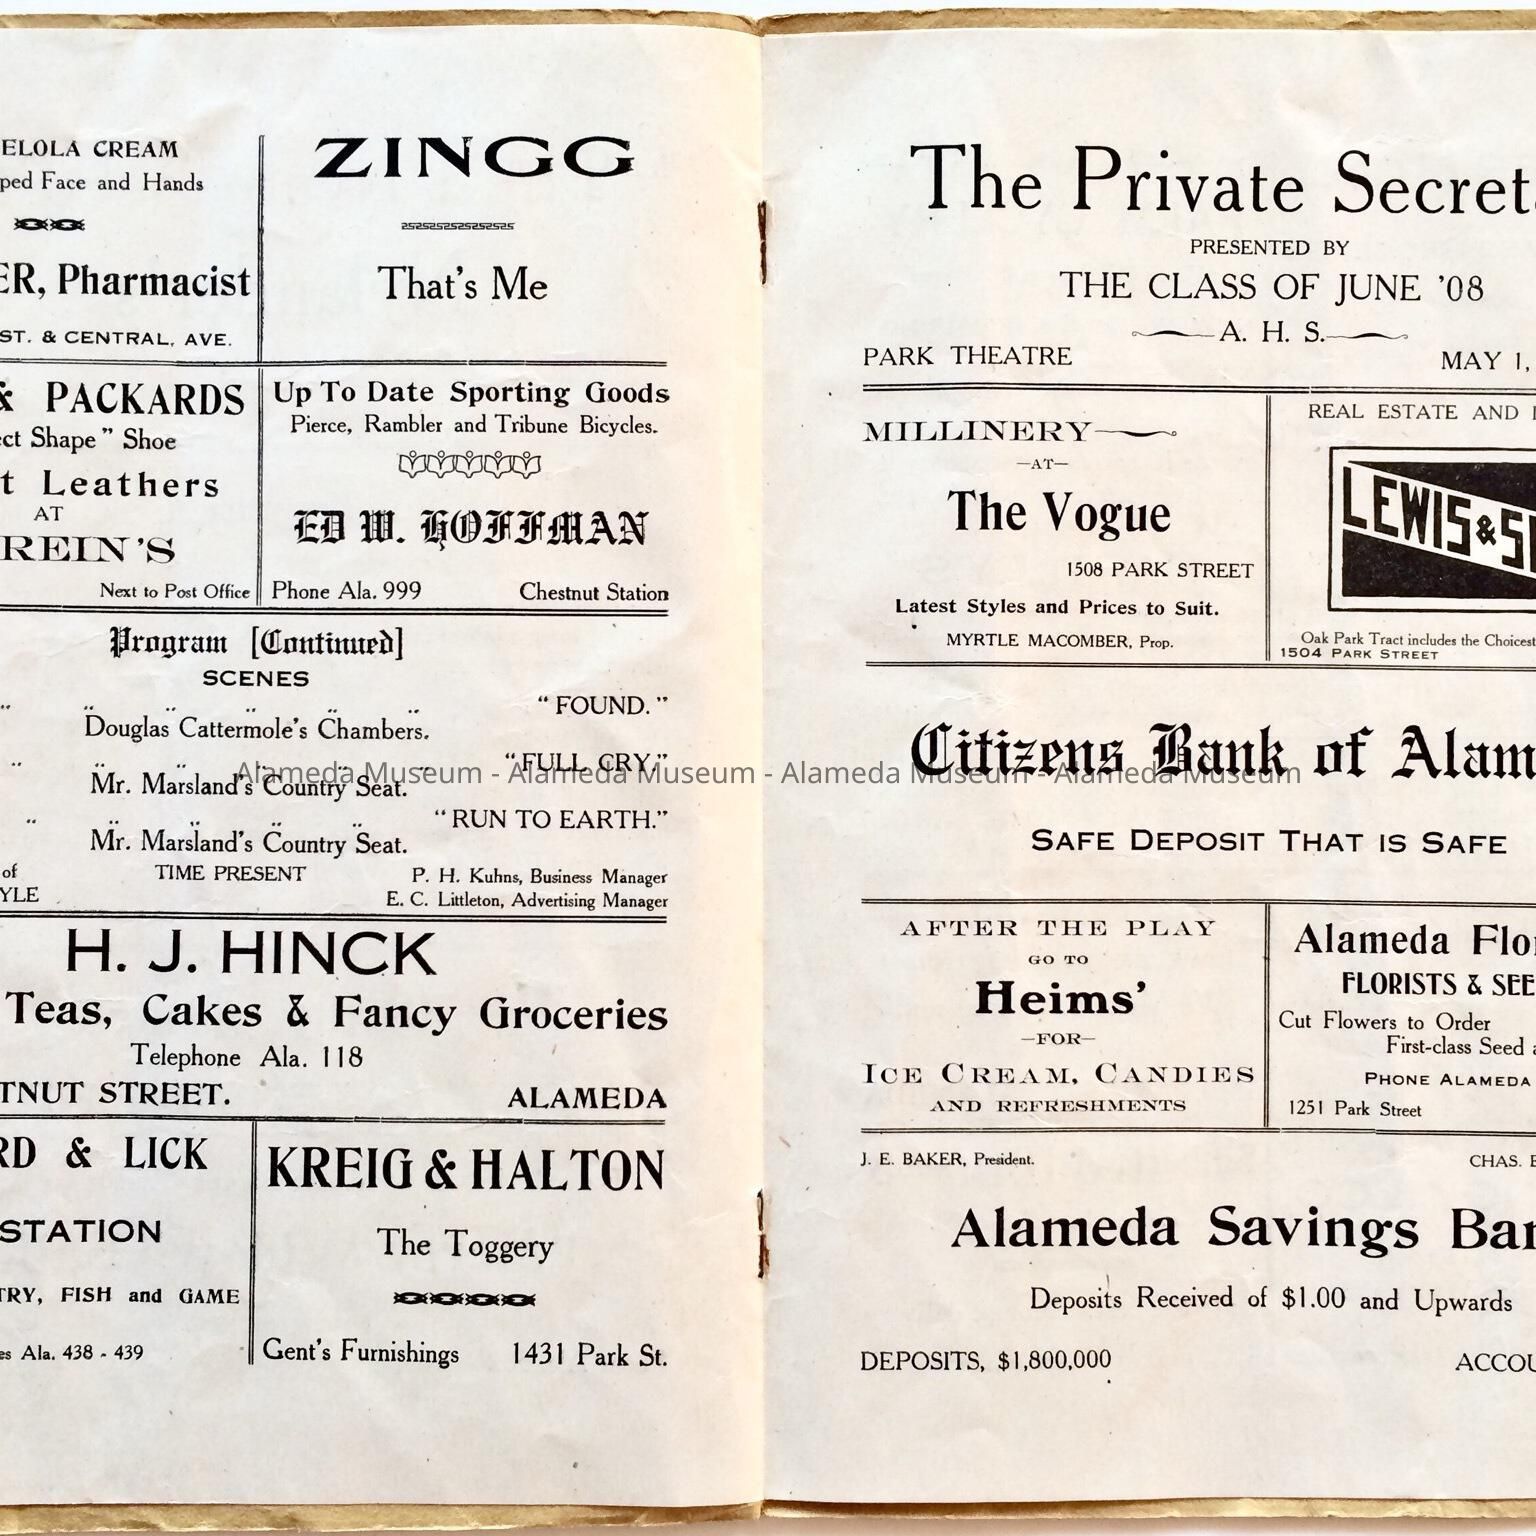 ELOLA CREAM
ped Face and Hands
ER, Pharmacist
ST. & CENTRAL. AVE.
ZINGG
That's Me
& PACKARDS
ect Shape" Shoe
t Leathers
AT
REIN'S
Next to Post Office
Up To Date Sporting Goods
Pierce, Rambler and Tribune Bicycles.
ED W. HOFFMAN
Phone Ala. 999 Chestnut Station
Program [Continued]
SCENES
" " " " " " "FOUND."
Douglas Cattermole's Chambers.
" " " " " "FULL CRY."
Mr. Marsland's Country Seat.
" " " " " "RUN TO EARTH."
Mr. Marsland's Country Seat.
of TIME PRESENT P. H. Kuhns, Business Manager
YLE E. C. Littleton, Advertising Manager
H. J. HINCK
Teas, Cakes & Fancy Groceries
Telephone Ala. 118
TNUT STREET. ALAMEDA
RD & LICK
STATION
TRY, FISH and GAME
es Ala. 438 - 439
KREIG & HALTON
The Toggery
Gent's Furnishings 1431 Park St.
The Private Secreta
PRESENTED BY
THE CLASS OF JUNE '08
A. H. S.
PARK THEATRE MAY 1,
MILLINERY
—AT—
The Vogue
1508 PARK STREET
Latest Styles and Prices to Suit.
MYRTLE MACOMBER, Prop.
REAL ESTATE AND I
LEWIS & S
Oak Park Tract includes the Choicest
1504 PARK STREET
Citizens Bank of Alam
SAFE DEPOSIT THAT IS SAFE
AFTER THE PLAY
GO TO
Heims'
—FOR—
ICE CREAM, CANDIES
AND REFRESHMENTS
Alameda Flo
FLORISTS & SEE
Cut Flowers to Order
First-class Seed a
PHONE ALAMEDA
1251 Park Street
J. E. BAKER, President. CHAS. E
Alameda Savings Ban
Deposits Received of $1.00 and Upwards
DEPOSITS, $1,800,000 ACCOU
Alameda Museum - Alameda Museum - Alameda Museum - Alameda Museum